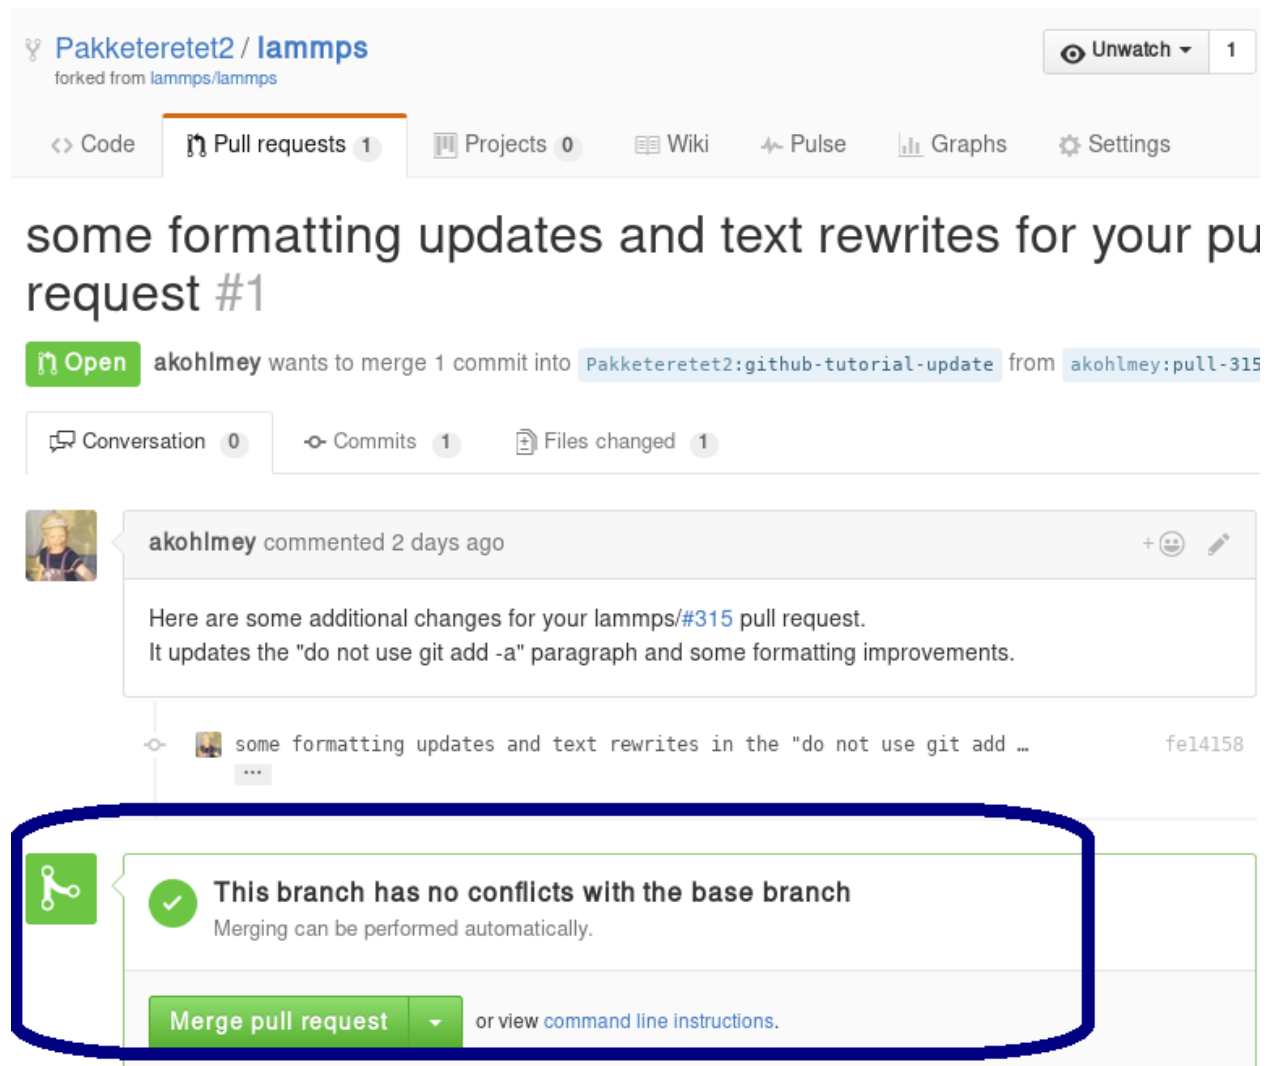 Pakketeretet2 / lammps
Unwatch 1
forked from lammps/lammps
<> Code Pull requests 1 Projects 0 Wiki Pulse Graphs Settings
some formatting updates and text rewrites for your pu
request #1
Open akohlmey wants to merge 1 commit into Pakketeretet2:github-tutorial-update from akohlmey:pull-315
Conversation 0 Commits 1 Files changed 1
akohlmey commented 2 days ago
Here are some additional changes for your lammps/#315 pull request.
It updates the "do not use git add -a" paragraph and some formatting improvements.
some formatting updates and text rewrites in the "do not use git add … fe14158
...
This branch has no conflicts with the base branch
Merging can be performed automatically.
Merge pull request or view command line instructions.